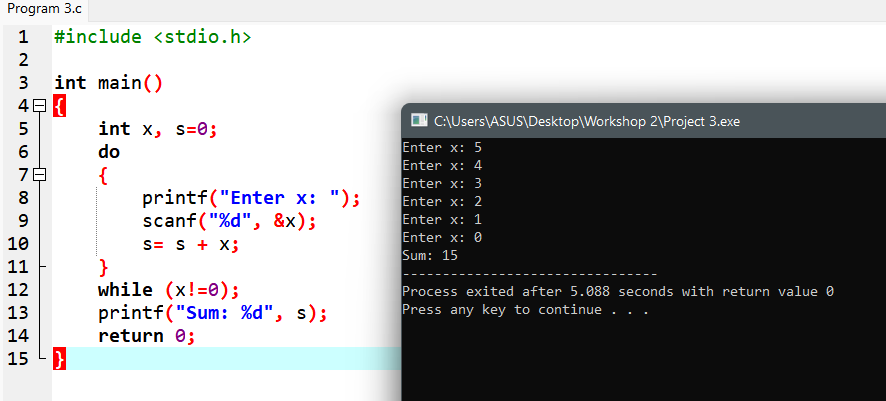 Program 3.c
1 #include <stdio.h>
2
3 int main()
4 {
5 int x, s=0;
6 do
7 {
8 printf("Enter x: ");
9 scanf("%d", &x);
10 s= s + x;
11 }
12 while (x!=0);
13 printf("Sum: %d", s);
14 return 0;
15 }
C:\Users\ASUS\Desktop\Workshop 2\Project 3.exe
Enter x: 5
Enter x: 4
Enter x: 3
Enter x: 2
Enter x: 1
Enter x: 0
Sum: 15
--------------------------------
Process exited after 5.088 seconds with return value 0
Press any key to continue . . .